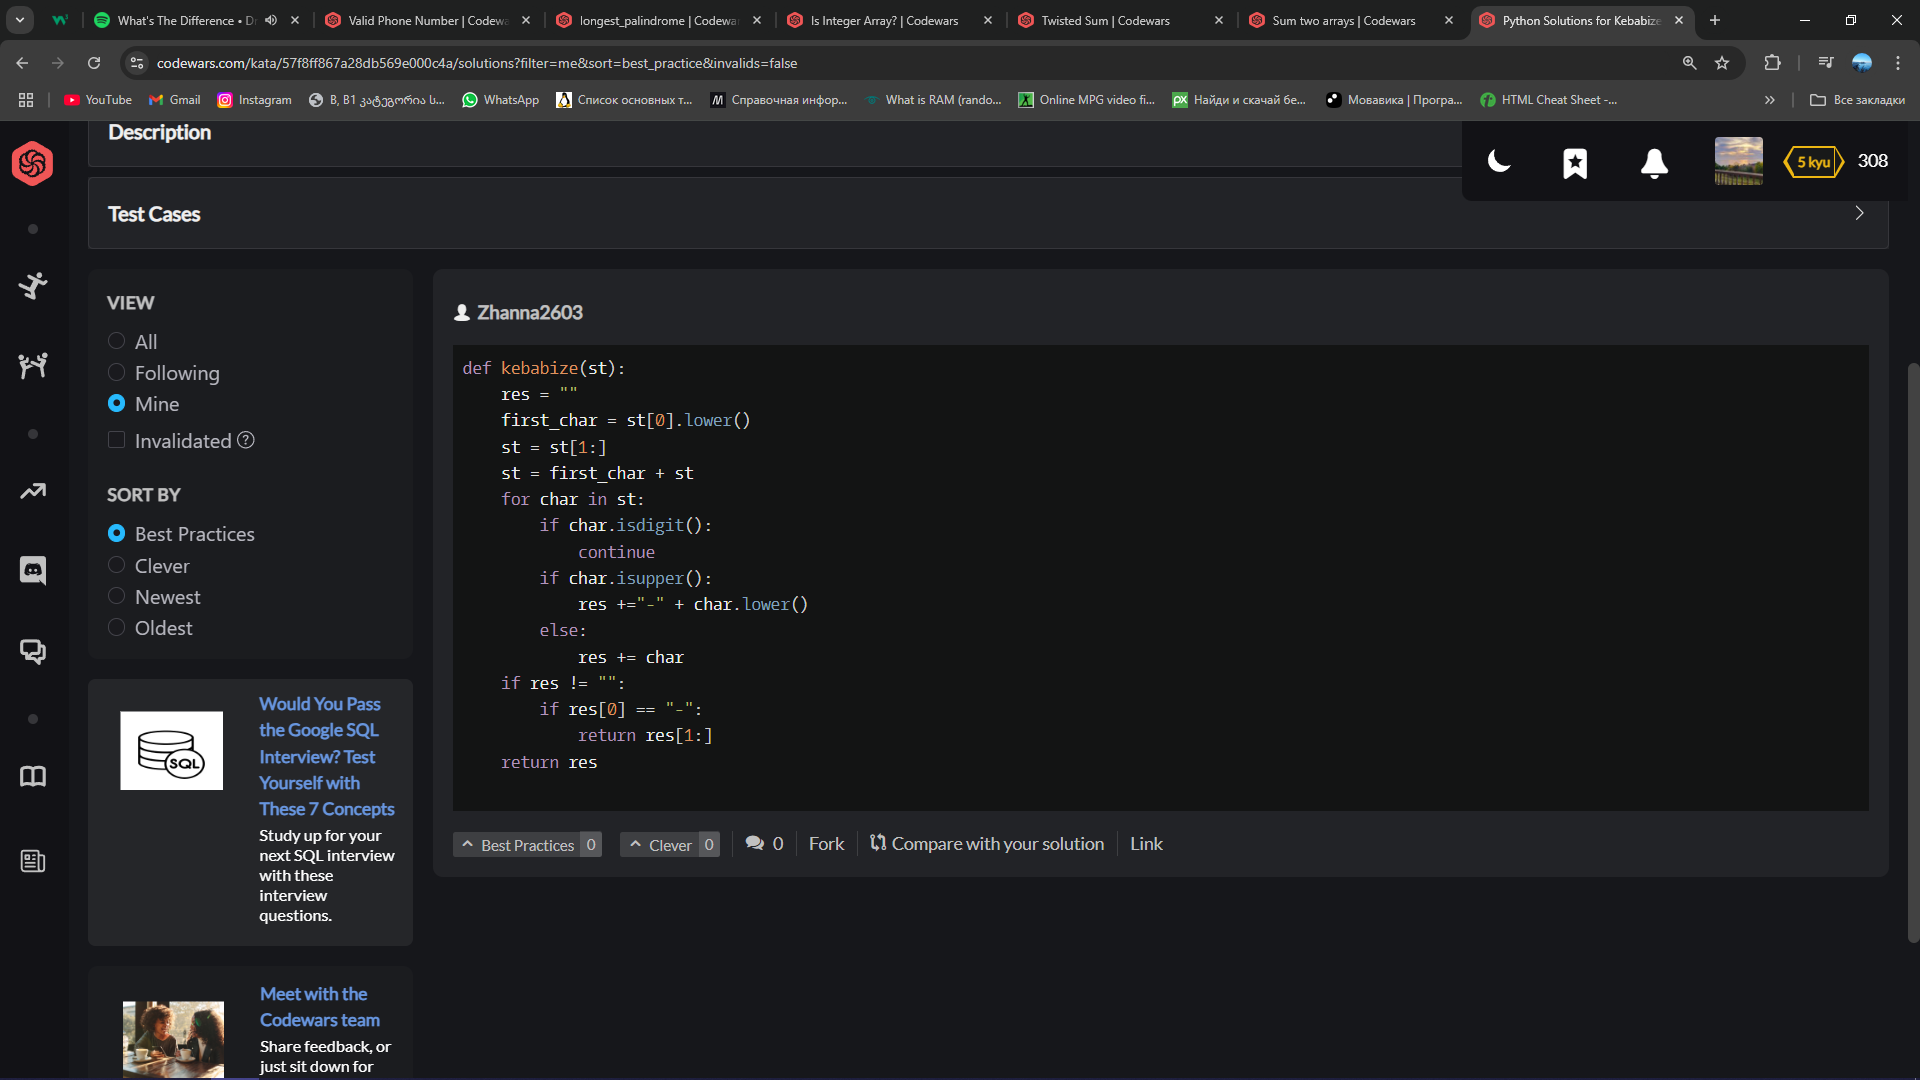 What's The Difference • Dr
Valid Phone Number | Codewa
longest_palindrome | Codewar
Is Integer Array? | Codewars
Twisted Sum | Codewars
Sum two arrays | Codewars
Python Solutions for Kebabize
codewars.com/kata/57f8ff867a28db569e000c4a/solutions?filter=me&sort=best_practice&invalids=false
YouTube
Gmail
Instagram
B, B1 კატეგორია ს...
WhatsApp
Список основных т...
Справочная инфор...
What is RAM (rando...
Online MPG video fi...
Найди и скачай бе...
Мовавика | Програ...
HTML Cheat Sheet -...
Все закладки
Description
5 kyu
308
Test Cases
VIEW
All
Following
Mine
Invalidated ?
SORT BY
Best Practices
Clever
Newest
Oldest
SQL
Would You Pass
the Google SQL
Interview? Test
Yourself with
These 7 Concepts
Study up for your
next SQL interview
with these
interview
questions.
Meet with the
Codewars team
Share feedback, or
just sit down for
Zhanna2603
def kebabize(st):
    res = ""
    first_char = st[0].lower()
    st = st[1:]
    st = first_char + st
    for char in st:
        if char.isdigit():
            continue
        if char.isupper():
            res +="-" + char.lower()
        else:
            res += char
    if res != "":
        if res[0] == "-":
            return res[1:]
    return res
Best Practices 0
Clever 0
0
Fork
Compare with your solution
Link